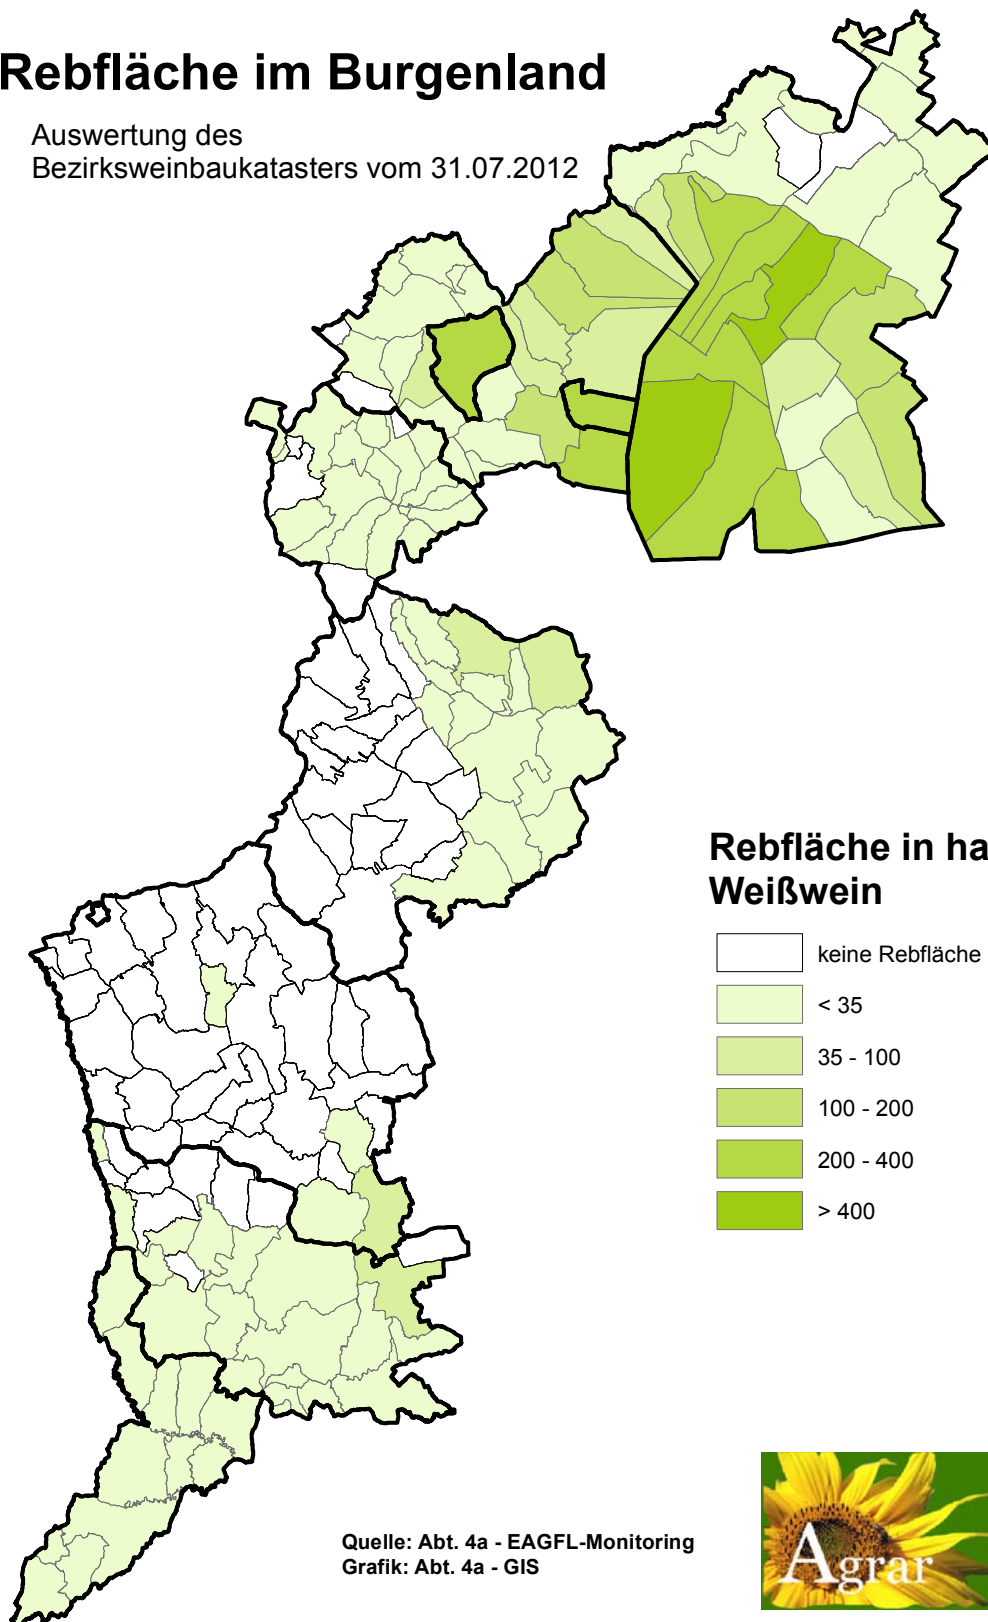 Rebfläche im Burgenland
Auswertung des
Bezirksweinbaukatasters vom 31.07.2012
Rebfläche in ha
Weißwein
keine Rebfläche
< 35
35 - 100
100 - 200
200 - 400
> 400
Quelle: Abt. 4a - EAGFL-Monitoring
Grafik: Abt. 4a - GIS
Agrar